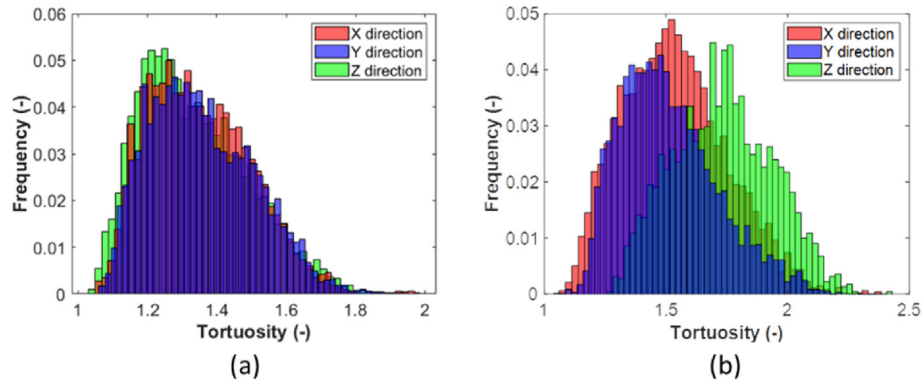 0.06
0.05
0.04
0.03
0.02
0.01
0
Frequency (-)
X direction
Y direction
Z direction
1
1.2
1.4
1.6
1.8
2
Tortuosity (-)
(a)
0.05
0.04
0.03
0.02
0.01
0
Frequency (-)
X direction
Y direction
Z direction
1
1.5
2
2.5
Tortuosity (-)
(b)